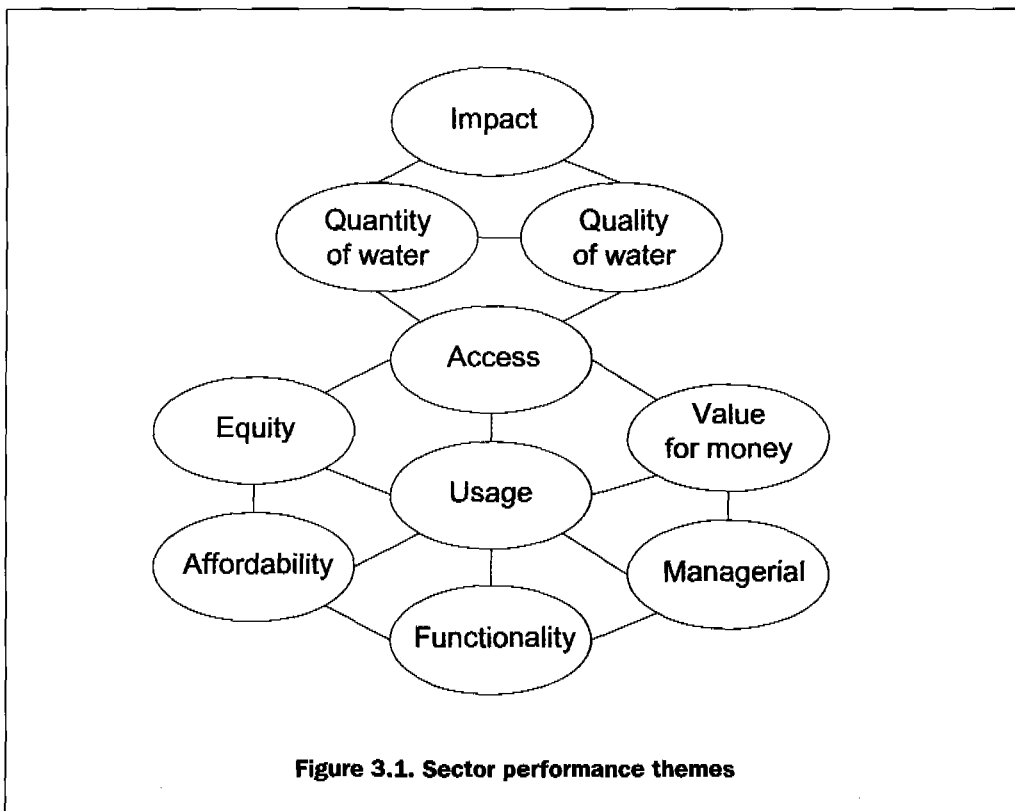 Impact
Quantity
of water
Quality
of water
Access
Equity
Value
for money
Usage
Affordability
Managerial
Functionality
Figure 3.1. Sector performance themes